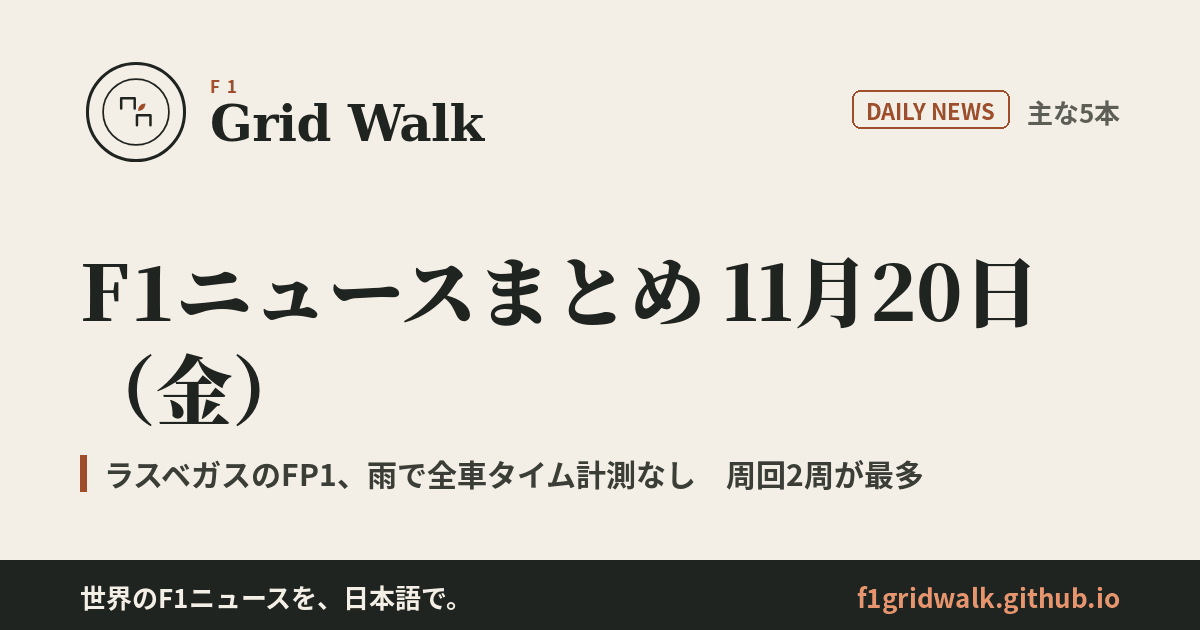 F1
Grid Walk
DAILY NEWS 主な5本
F1ニュースまとめ 11月20日
（金）
ラスベガスのFP1、雨で全車タイム計測なし　周回2周が最多
世界のF1ニュースを、日本語で。
f1gridwalk.github.io